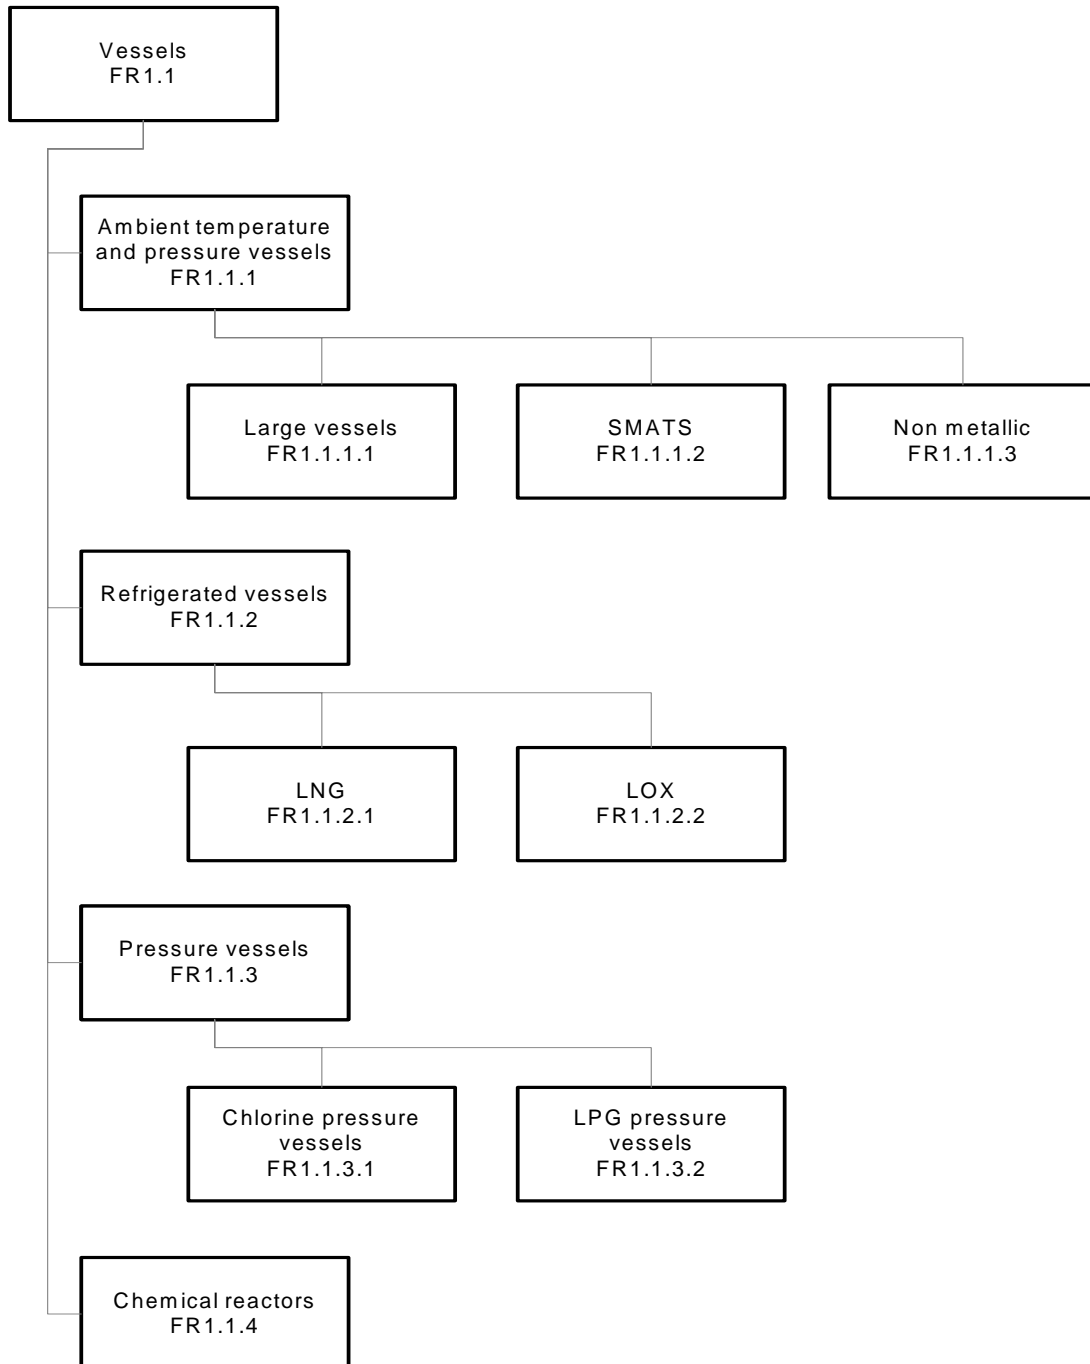 Vessels
FR1.1
Ambient temperature
and pressure vessels
FR1.1.1
Large vessels
FR1.1.1.1
SMATS
FR1.1.1.2
Non metallic
FR1.1.1.3
Refrigerated vessels
FR1.1.2
LNG
FR1.1.2.1
LOX
FR1.1.2.2
Pressure vessels
FR1.1.3
Chlorine pressure
vessels
FR1.1.3.1
LPG pressure
vessels
FR1.1.3.2
Chemical reactors
FR1.1.4